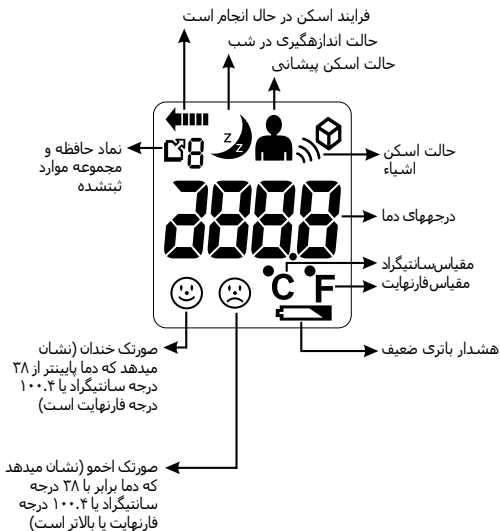 فرایند اسکن در حال انجام است
حالت اندازهگیری در شب
حالت اسکن پیشانی
نماد حافظه و
مجموعه موارد
ثبتشده
حالت اسکن
اشیاء
z
z
8
8888
درجههای دما
مقیاسسانتیگراد
مقیاسفارنهایت
°C
°F
هشدار باتری ضعیف
صورتک خندان (نشان
میدهد که دما پایینتر از ۳۸
درجه سانتیگراد یا ۱۰۰.۴
درجه فارنهایت است)
صورتک اخمو (نشان میدهد
که دما برابر با ۳۸ درجه
سانتیگراد یا ۱۰۰.۴ درجه
فارنهایت یا بالاتر است)